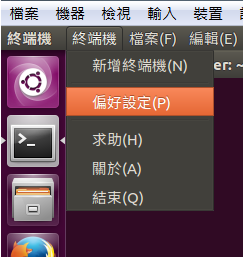 檔案 機器 檢視 輸入 裝置
終端機 終端機 檔案(F) 編輯(E)
新增終端機(N)
er: ~
偏好設定(P)
求助(H)
關於(A)
結束(Q)